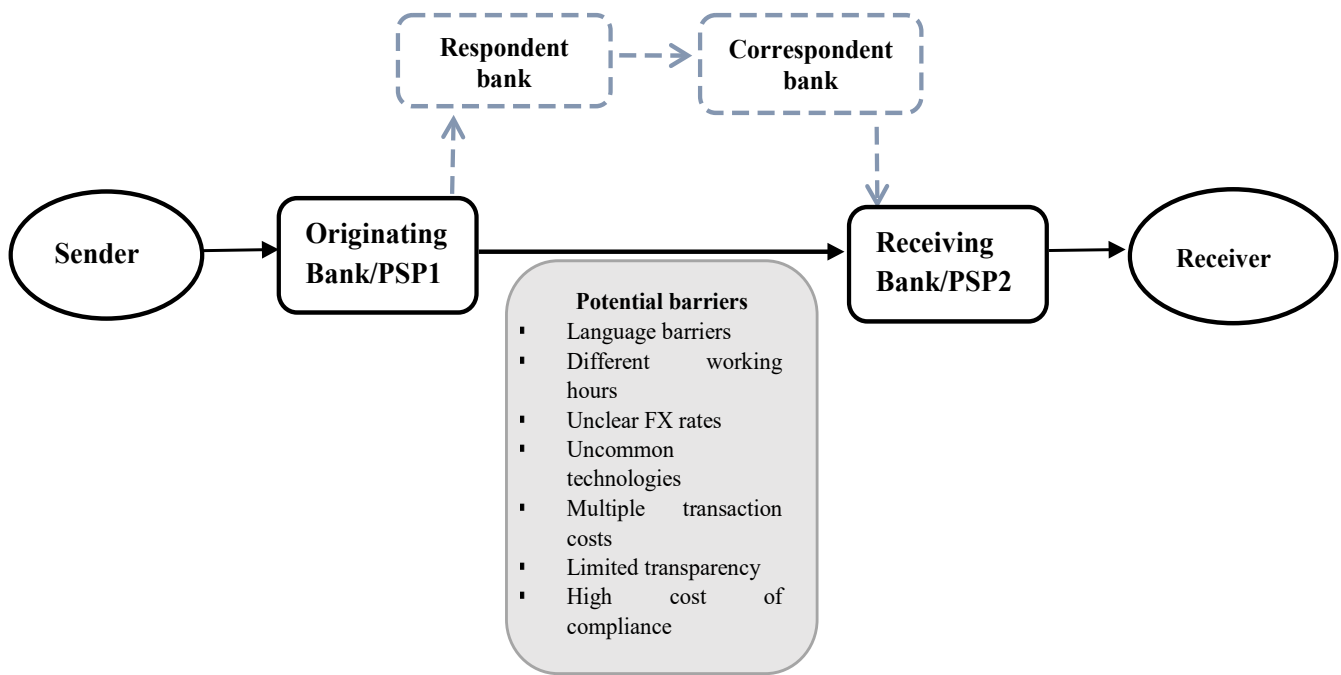 Respondent
bank
Correspondent
bank
Sender
Originating
Bank/PSP1
Receiving
Bank/PSP2
Receiver
Potential barriers
▪ Language barriers
▪ Different working
hours
▪ Unclear FX rates
▪ Uncommon
technologies
▪ Multiple transaction
costs
▪ Limited transparency
▪ High cost of
compliance